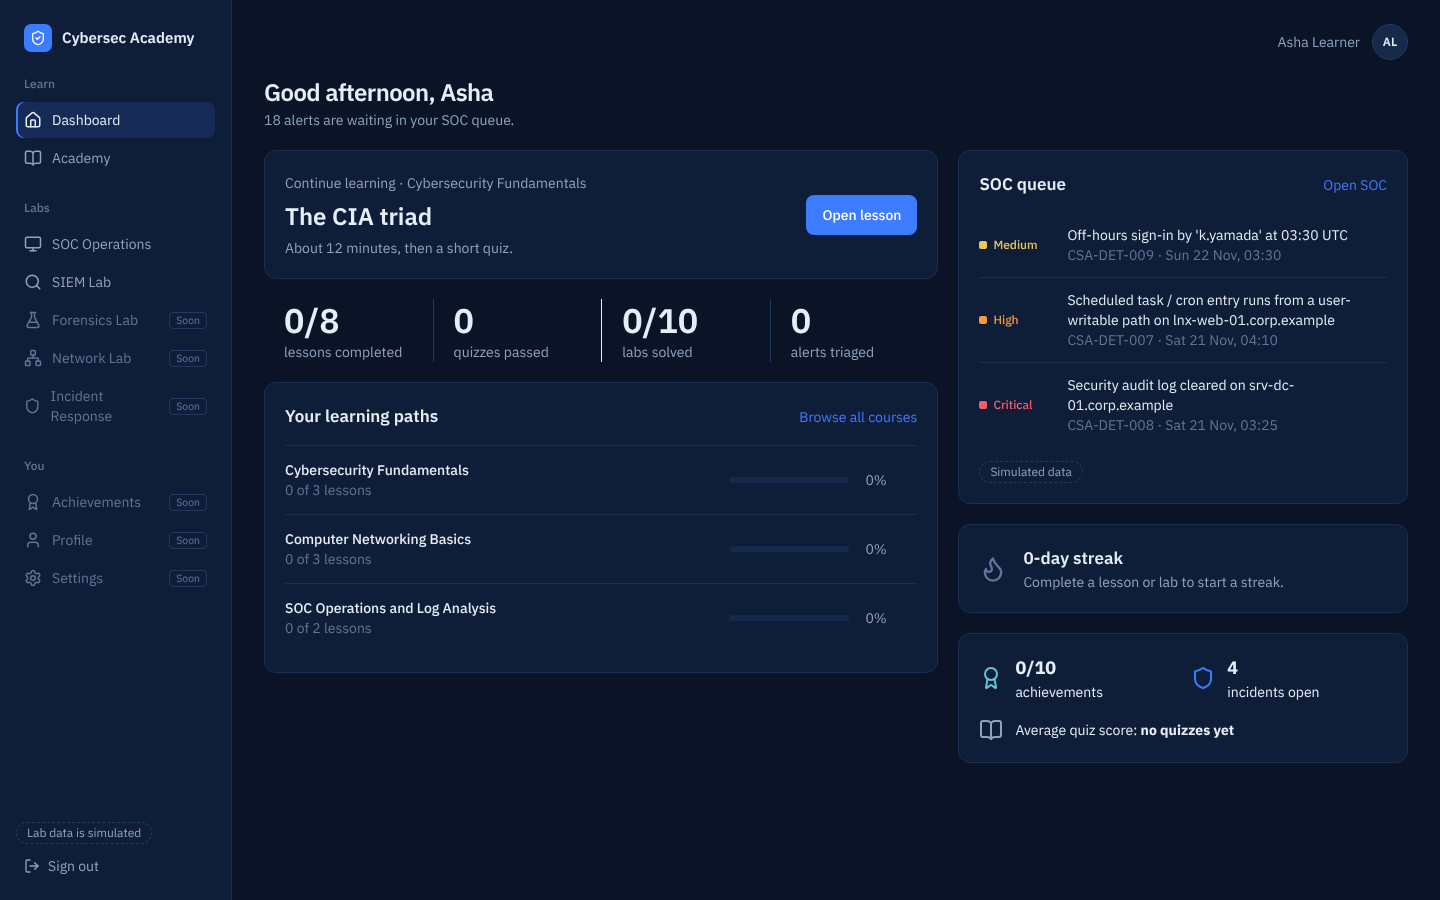 Cybersec Academy
Learn
Dashboard
Academy
Labs
SOC Operations
SIEM Lab
Forensics Lab Soon
Network Lab Soon
Incident
Response Soon
You
Achievements Soon
Profile Soon
Settings Soon
Lab data is simulated
Sign out
Asha Learner AL
Good afternoon, Asha
18 alerts are waiting in your SOC queue.
Continue learning · Cybersecurity Fundamentals
The CIA triad
About 12 minutes, then a short quiz.
Open lesson
0/8
lessons completed
0
quizzes passed
0/10
labs solved
0
alerts triaged
Your learning paths
Browse all courses
Cybersecurity Fundamentals
0 of 3 lessons
0%
Computer Networking Basics
0 of 3 lessons
0%
SOC Operations and Log Analysis
0 of 2 lessons
0%
SOC queue
Open SOC
Medium
Off-hours sign-in by 'k.yamada' at 03:30 UTC
CSA-DET-009 · Sun 22 Nov, 03:30
High
Scheduled task / cron entry runs from a user-
writable path on lnx-web-01.corp.example
CSA-DET-007 · Sat 21 Nov, 04:10
Critical
Security audit log cleared on srv-dc-
01.corp.example
CSA-DET-008 · Sat 21 Nov, 03:25
Simulated data
0-day streak
Complete a lesson or lab to start a streak.
0/10
achievements
4
incidents open
Average quiz score: no quizzes yet